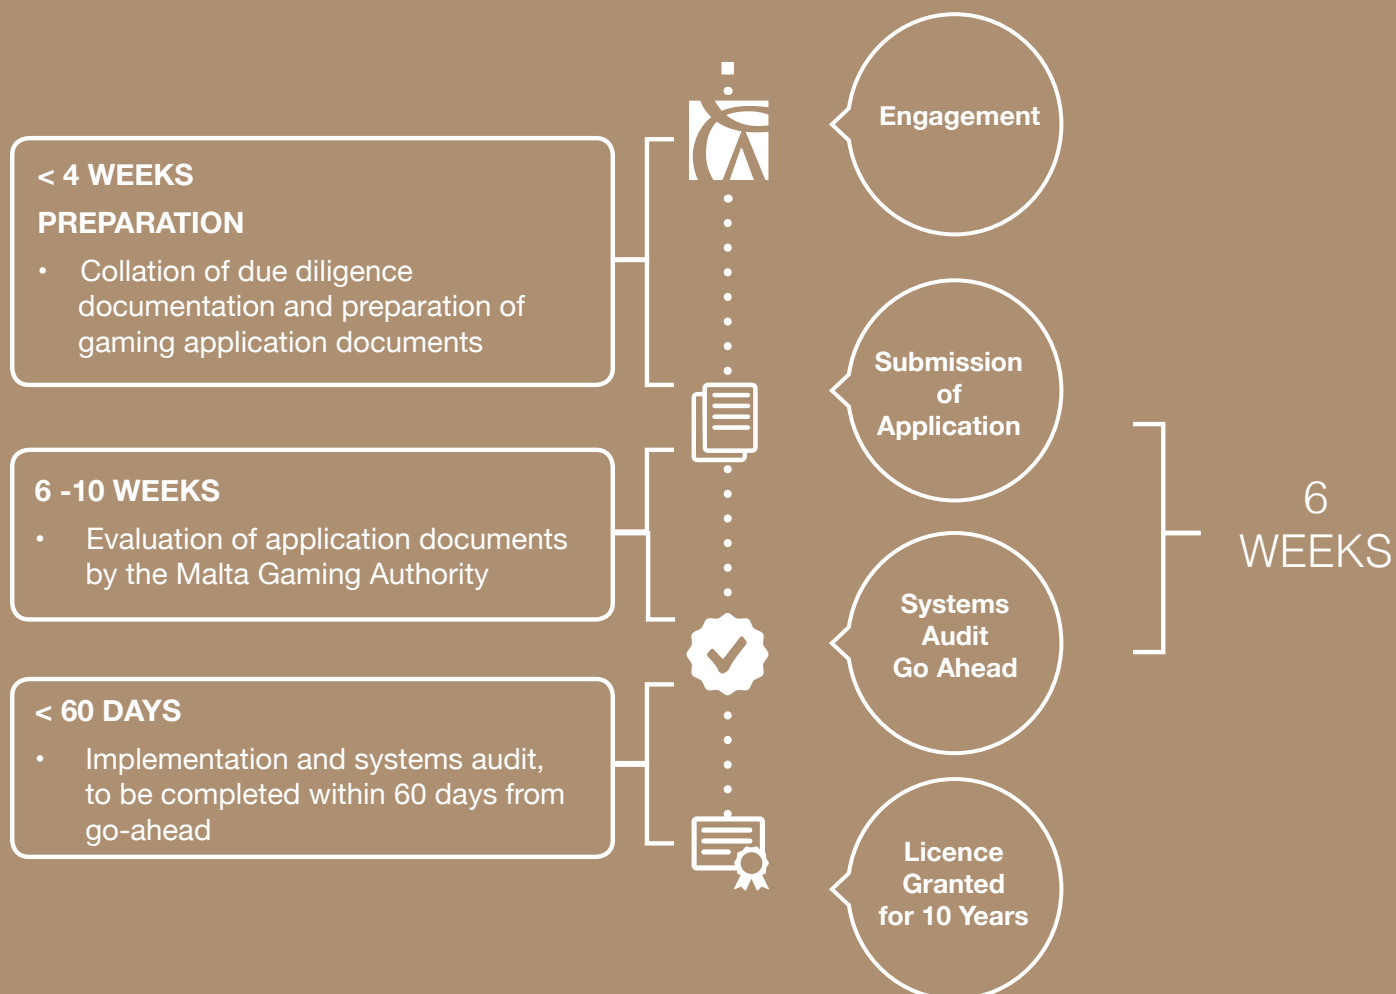 Engagement
< 4 WEEKS
PREPARATION
• Collation of due diligence
documentation and preparation of
gaming application documents
Submission
of
Application
6 -10 WEEKS
• Evaluation of application documents
by the Malta Gaming Authority
6
WEEKS
Systems
Audit
Go Ahead
< 60 DAYS
• Implementation and systems audit,
to be completed within 60 days from
go-ahead
Licence
Granted
for 10 Years